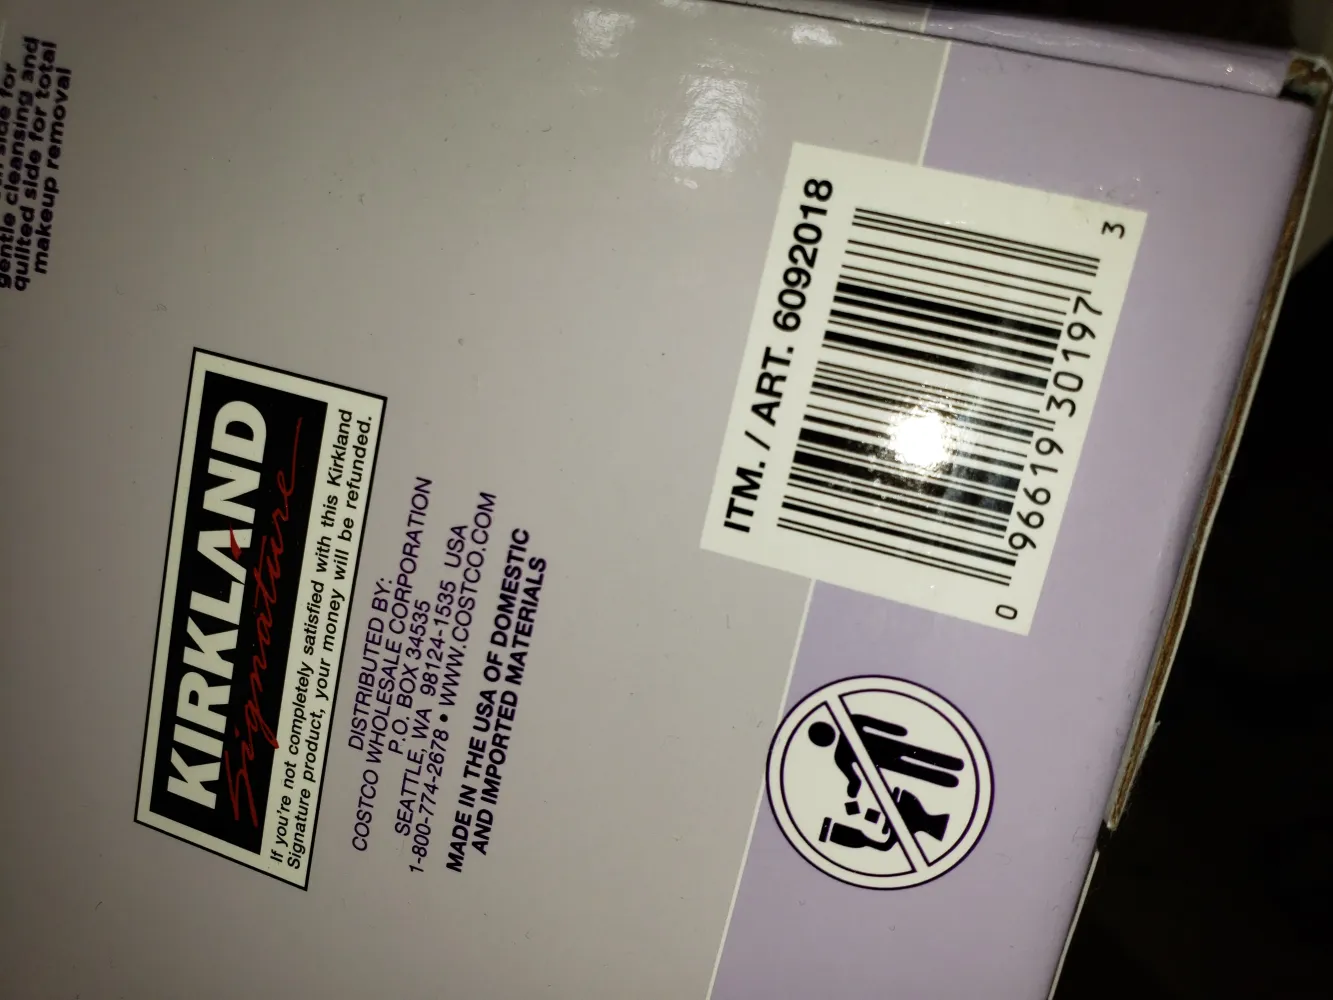 gentle cleansing and
quilted side for total
makeup removal
KIRKLAND
Signature
If you're not completely satisfied with this Kirkland
Signature product, your money will be refunded.
DISTRIBUTED BY:
COSTCO WHOLESALE CORPORATION
P.O. BOX 34535
SEATTLE, WA 98124-1535 USA
1-800-774-2678 • WWW.COSTCO.COM
MADE IN THE USA OF DOMESTIC
AND IMPORTED MATERIALS
ITM. / ART. 6092018
0 96619 30197 3